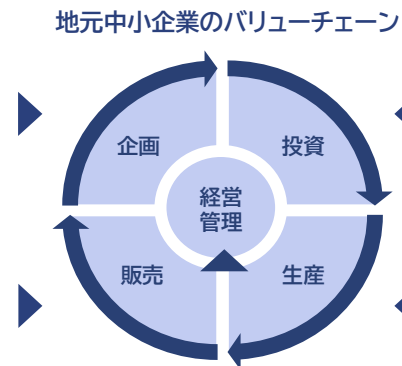 地元中小企業のバリューチェーン
企画
投資
経営
管理
販売
生産